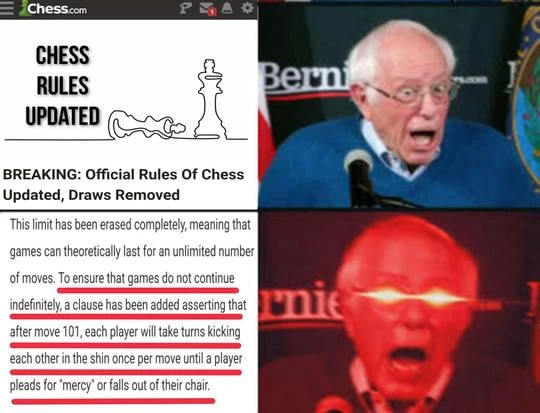 Chess.com
1
CHESS
RULES
UPDATED
BREAKING: Official Rules Of Chess
Updated, Draws Removed
Berni
This limit has been erased completely, meaning that
games can theoretically last for an unlimited number
of moves. To ensure that games do not continue
indefinitely, a clause has been added asserting that
after move 101, each player will take turns kicking
each other in the shin once per move until a player
pleads for "mercy" or falls out of their chair.
rnie